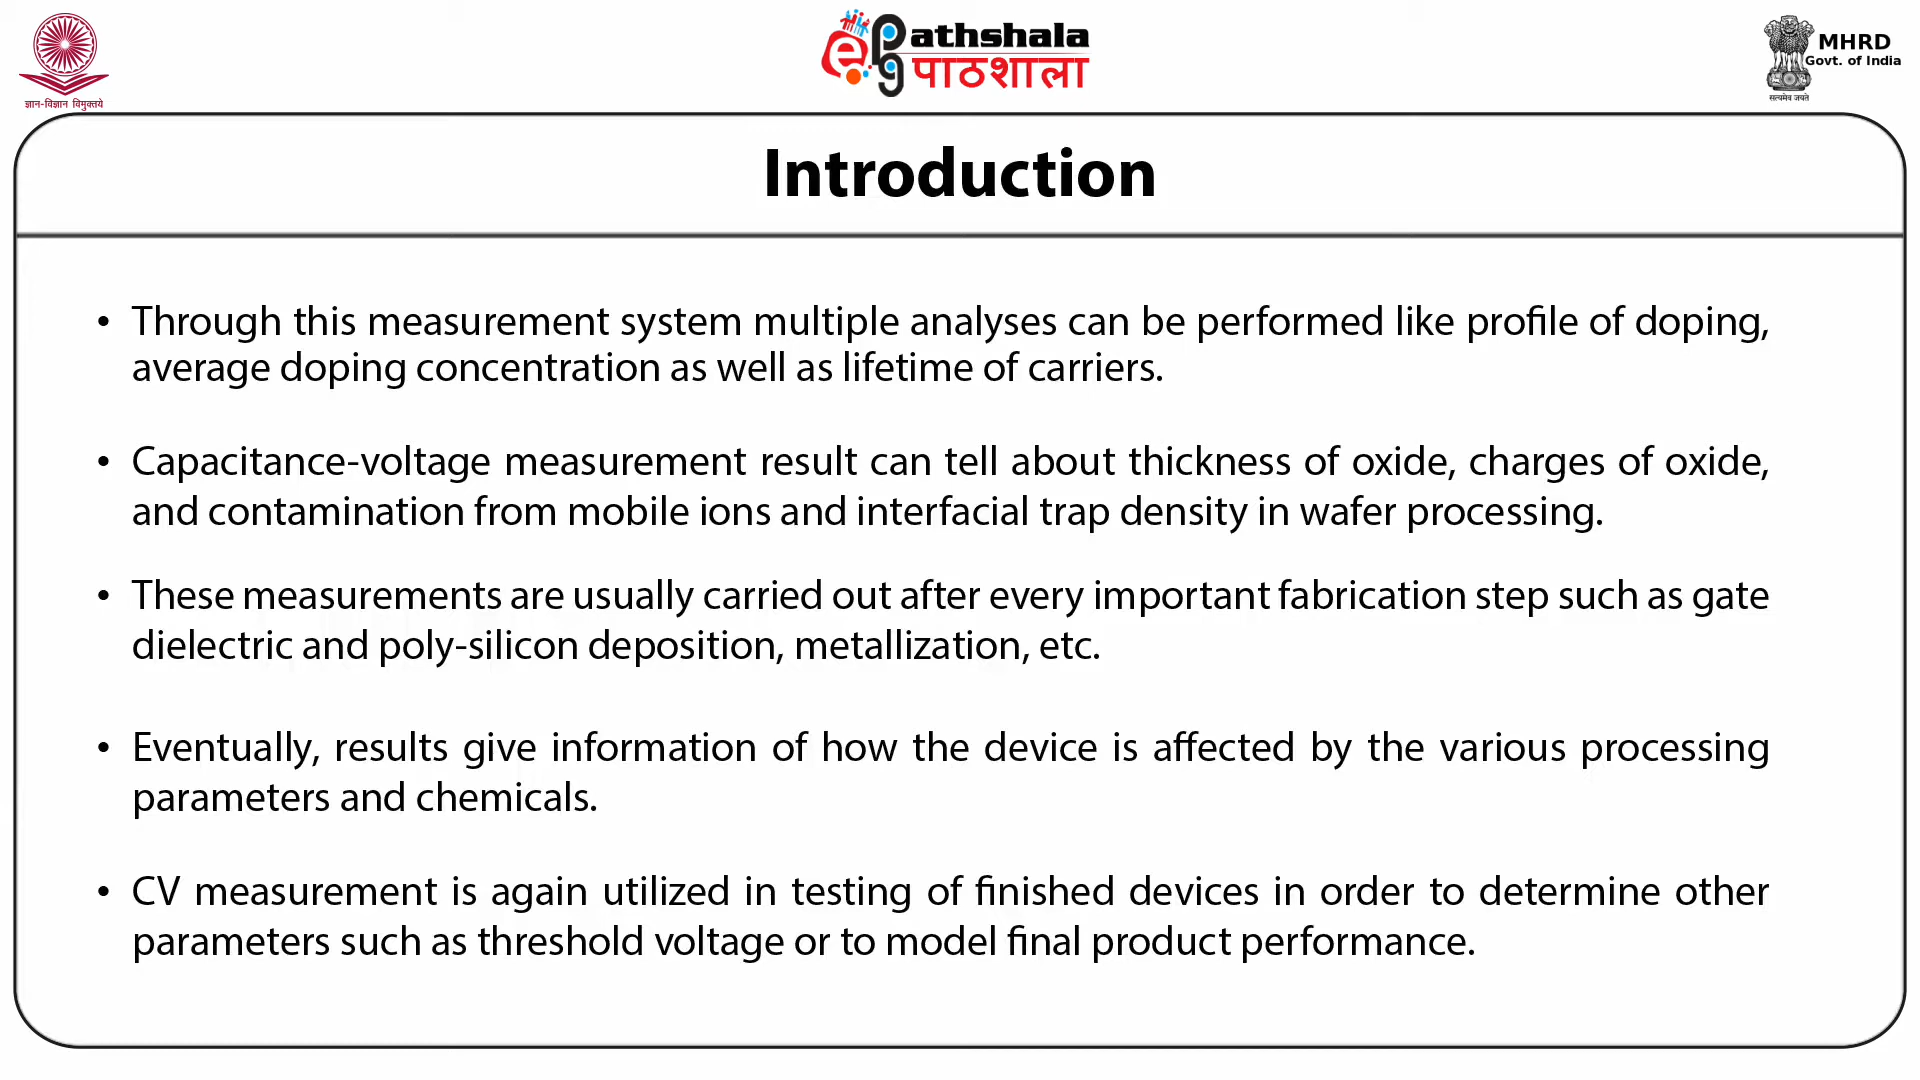 ज्ञान-विज्ञान विमुक्तये
ePathshala
पाठशाला
MHRD
Govt. of India
सत्यमेव जयते
Introduction
• Through this measurement system multiple analyses can be performed like profile of doping,
average doping concentration as well as lifetime of carriers.
• Capacitance-voltage measurement result can tell about thickness of oxide, charges of oxide,
and contamination from mobile ions and interfacial trap density in wafer processing.
• These measurements are usually carried out after every important fabrication step such as gate
dielectric and poly-silicon deposition, metallization, etc.
• Eventually, results give information of how the device is affected by the various processing
parameters and chemicals.
• CV measurement is again utilized in testing of finished devices in order to determine other
parameters such as threshold voltage or to model final product performance.